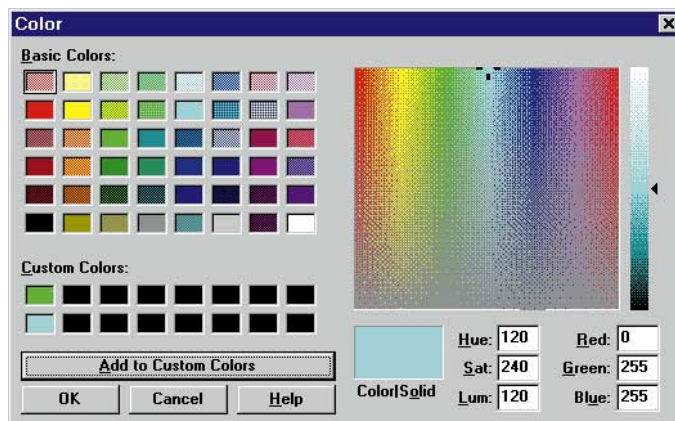 Color
Basic Colors:
Custom Colors:
Add to Custom Colors
OK Cancel Help
Color|Solid
Hue: 120 Red: 0
Sat: 240 Green: 255
Lum: 120 Blue: 255